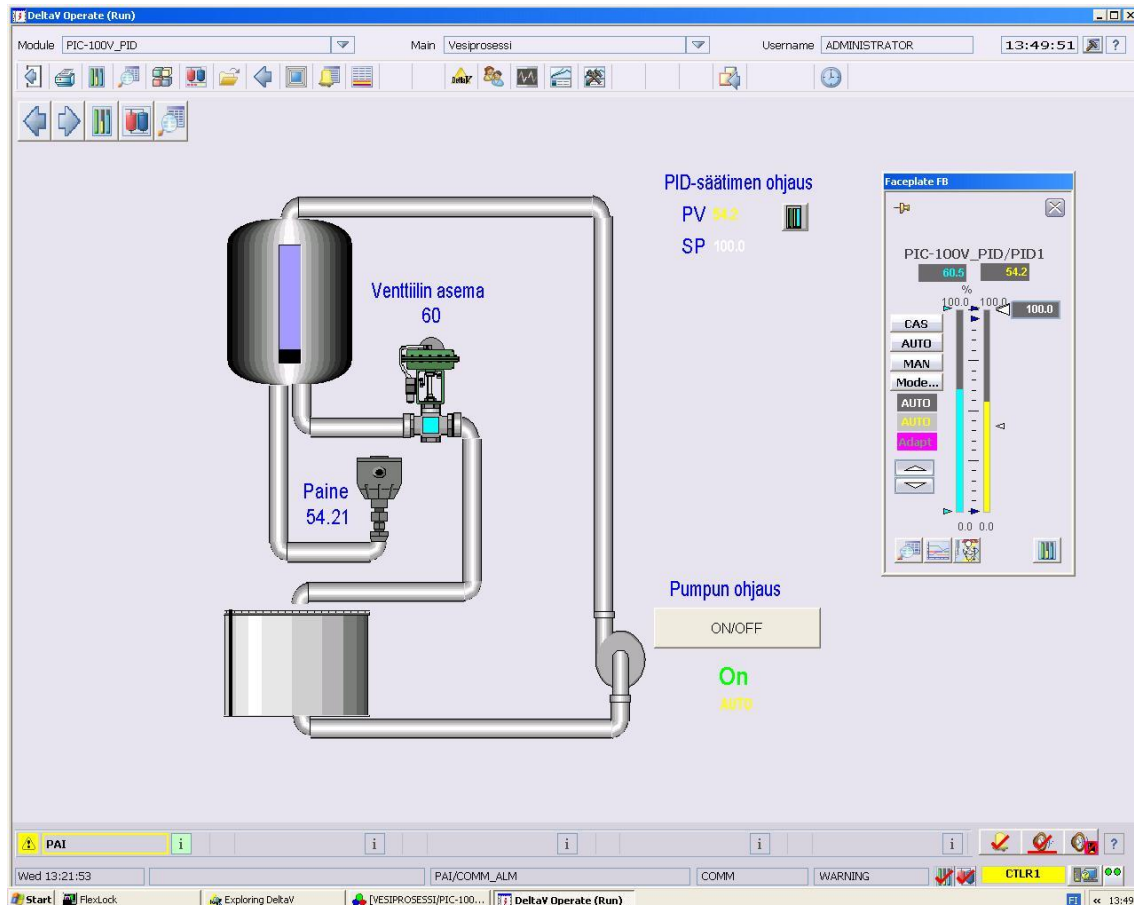 DeltaV Operate (Run)
Module PIC-100V_PID Main Vesiprosessi Username ADMINISTRATOR 13:49:51 ?
DeltaV
PID-säätimen ohjaus
PV 54.2
SP 100.0
Faceplate FB
PIC-100V_PID/PID1
60.5 54.2
%
100.0 100.0 100.0
CAS
AUTO
MAN
Mode...
AUTO
AUTO
Adapt
0.0 0.0
Venttiilin asema
60
Paine
54.21
Pumpun ohjaus
ON/OFF
On
AUTO
PAI i i i i i ?
Wed 13:21:53 PAI/COMM_ALM COMM WARNING CTLR1
Start FlexLock Exploring DeltaV [VESIPROSESSI/PIC-100... DeltaV Operate (Run) FI « 13:49